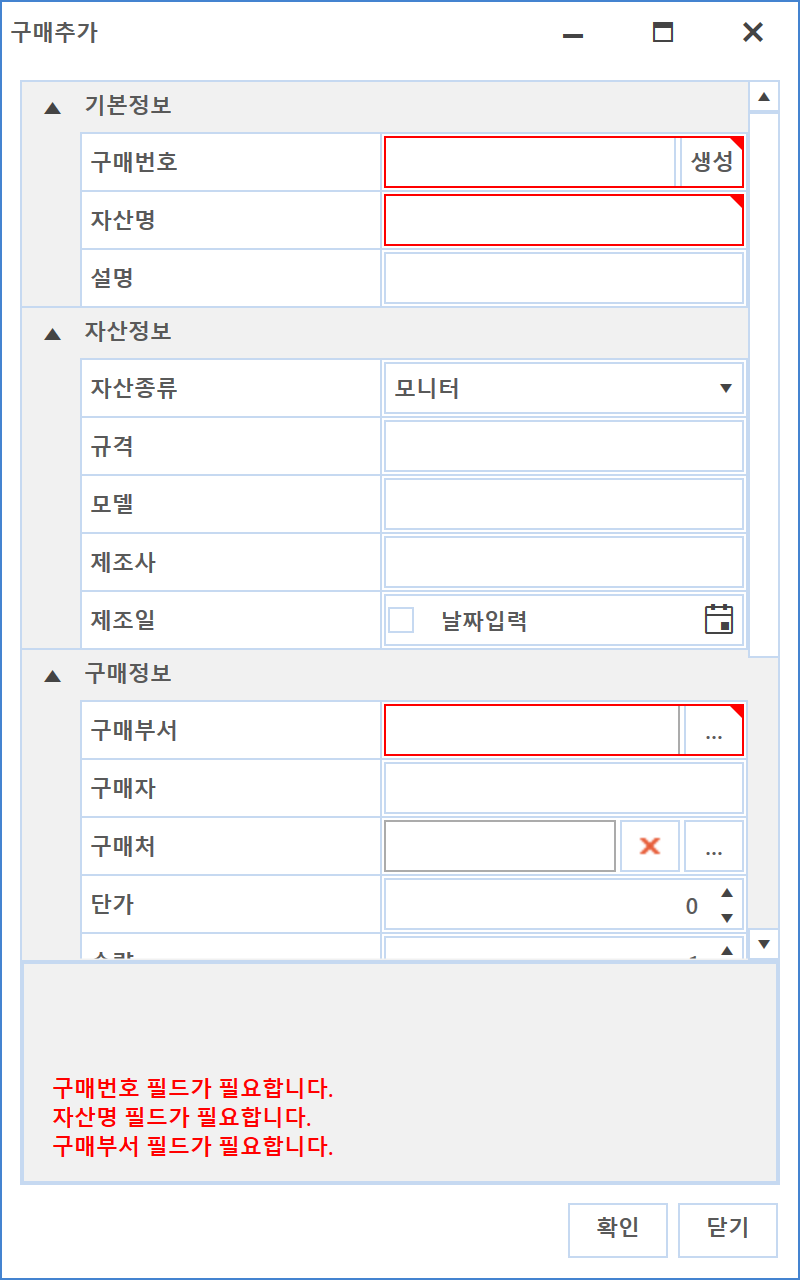 구매추가
기본정보
구매번호 생성
자산명
설명
자산정보
자산종류 모니터
규격
모델
제조사
제조일 날짜입력
구매정보
구매부서 ...
구매자
구매처 ...
단가 0
구매번호 필드가 필요합니다.
자산명 필드가 필요합니다.
구매부서 필드가 필요합니다.
확인 닫기